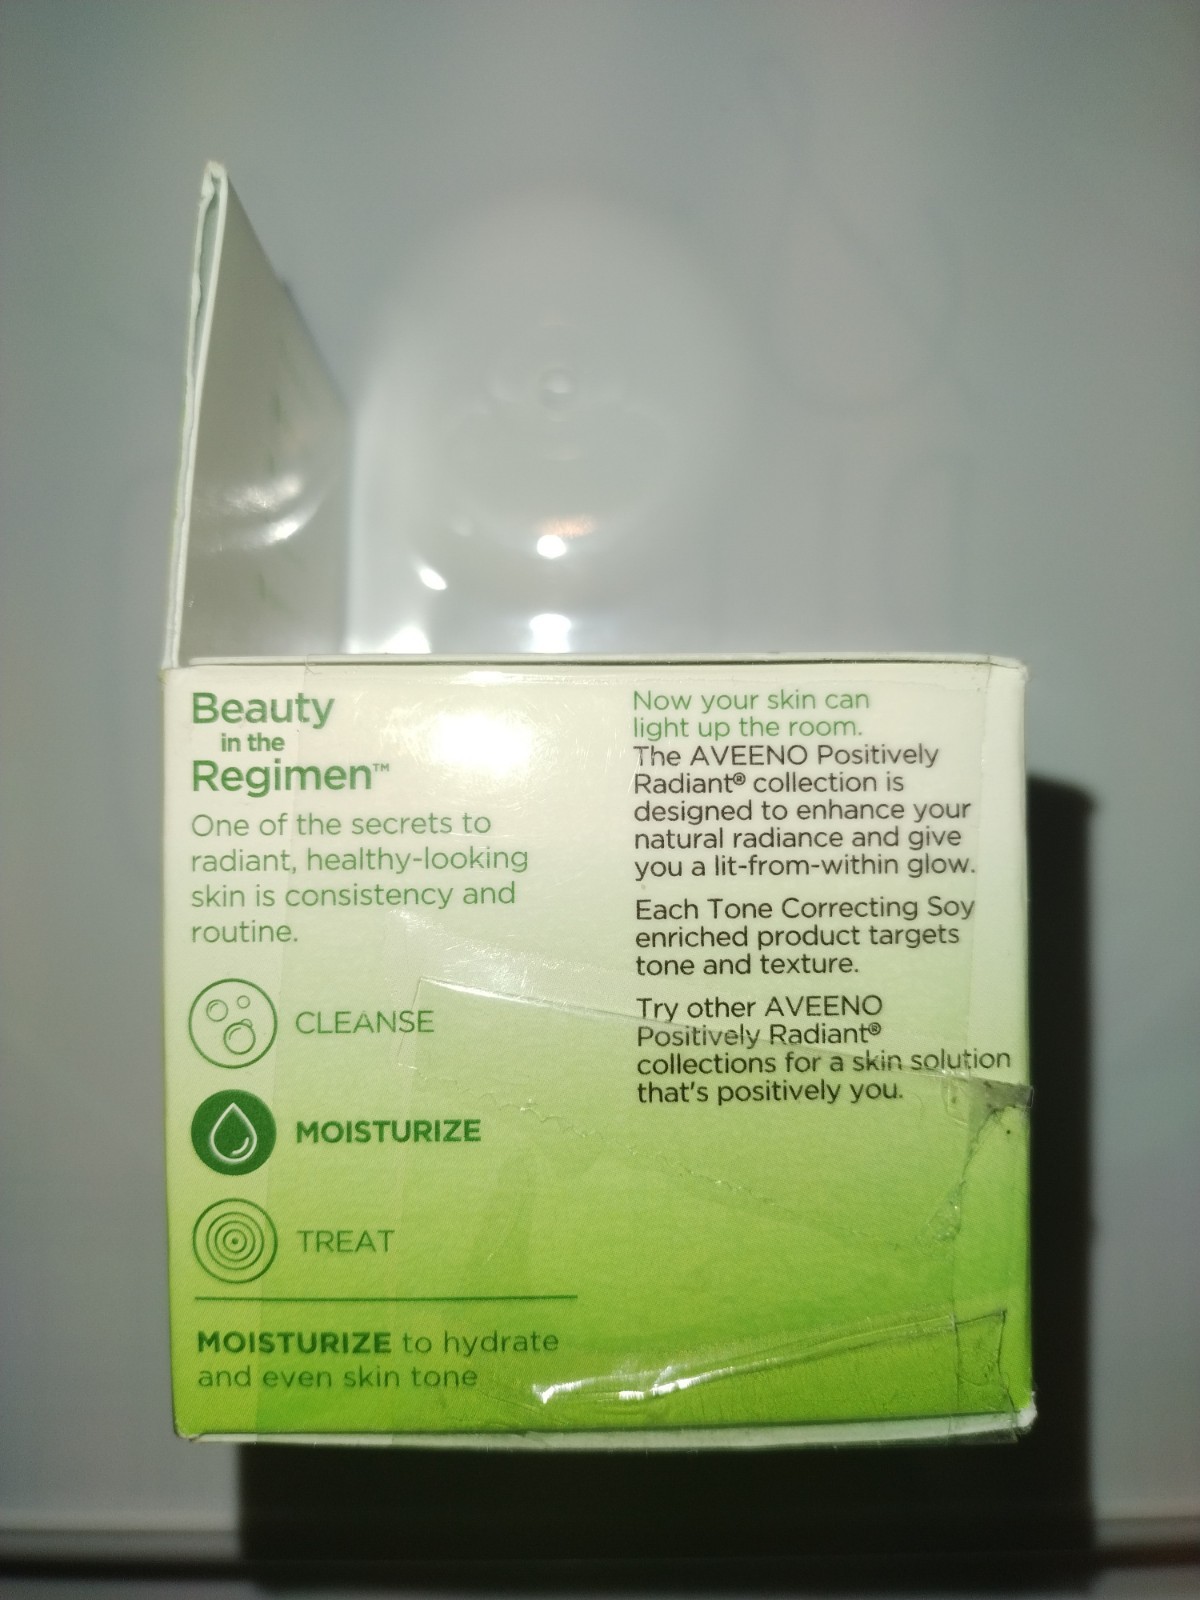 Beauty
in the
Regimen™
One of the secrets to
radiant, healthy-looking
skin is consistency and
routine.
CLEANSE
MOISTURIZE
TREAT
MOISTURIZE to hydrate
and even skin tone
Now your skin can
light up the room.
The AVEENO Positively
Radiant® collection is
designed to enhance your
natural radiance and give
you a lit-from-within glow.
Each Tone Correcting Soy
enriched product targets
tone and texture.
Try other AVEENO
Positively Radiant®
collections for a skin solution
that's positively you.